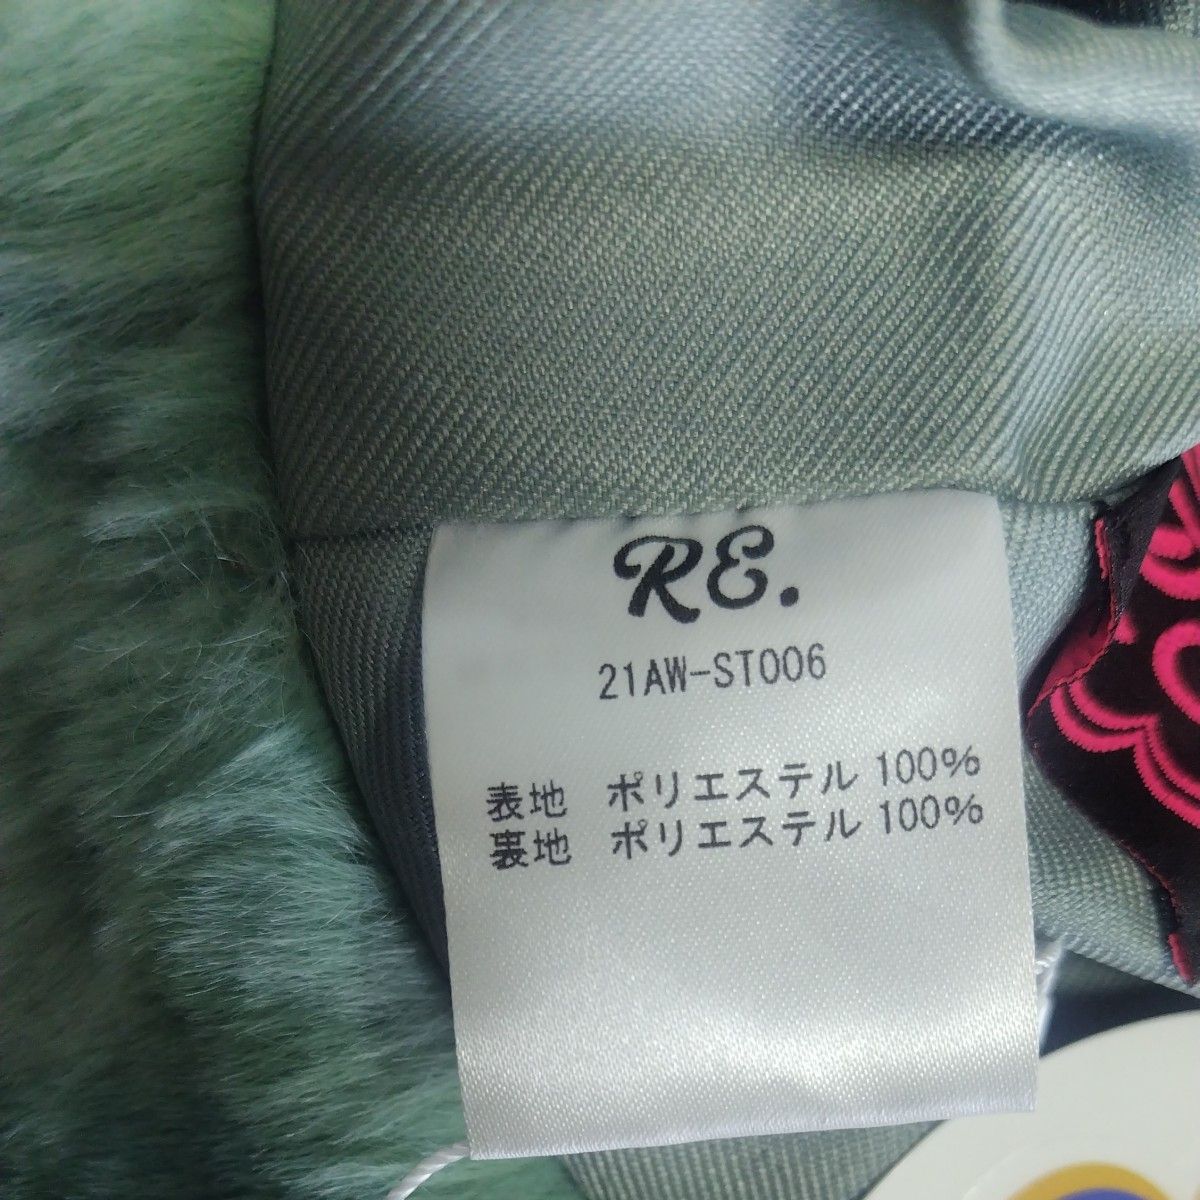 RE.
21AW-ST006
表地 ポリエステル 100%
裏地 ポリエステル 100%